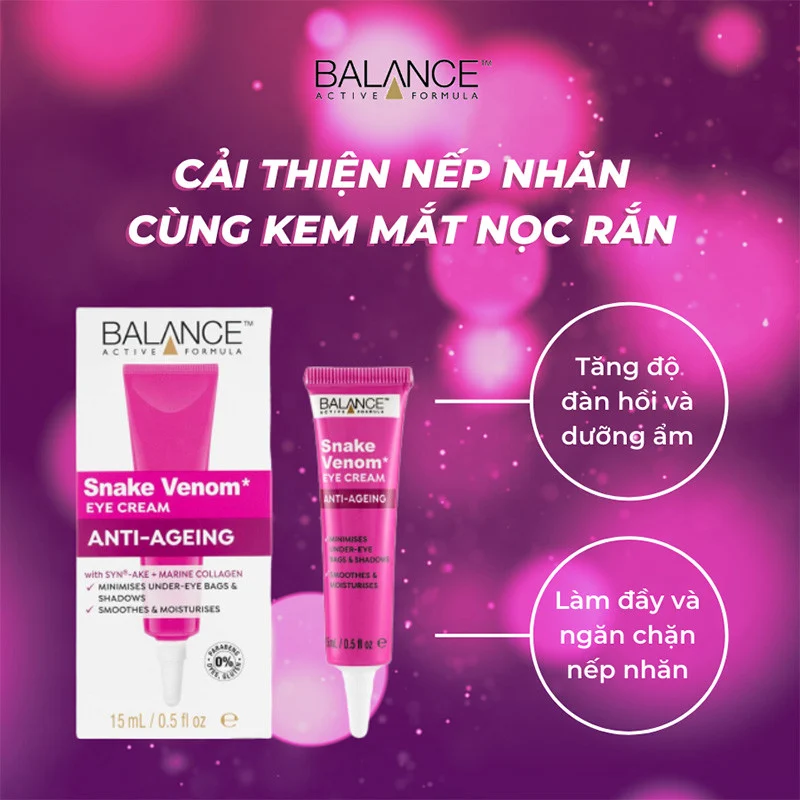 BALANCE™
ACTIVE FORMULA
CẢI THIỆN NẾP NHĂN
CÙNG KEM MẮT NỌC RẮN
BALANCE™
ACTIVE FORMULA
Snake Venom*
EYE CREAM
ANTI-AGEING
with SYN®-AKE + MARINE COLLAGEN
✓ MINIMISES UNDER-EYE BAGS &
SHADOWS
✓ SMOOTHES & MOISTURISES
PARABENS
0%
DYES, GLUTEN
15 mL / 0.5 fl oz ℮
BALANCE
ACTIVE FORMULA
Snake
Venom*
EYE CREAM
ANTI-AGEING
✓ MINIMISES
UNDER-EYE
BAGS & SHADOWS
✓ SMOOTHES &
MOISTURISES
mL / 0.5 fl oz ℮
Tăng độ
đàn hồi và
dưỡng ẩm
Làm đầy và
ngăn chặn
nếp nhăn